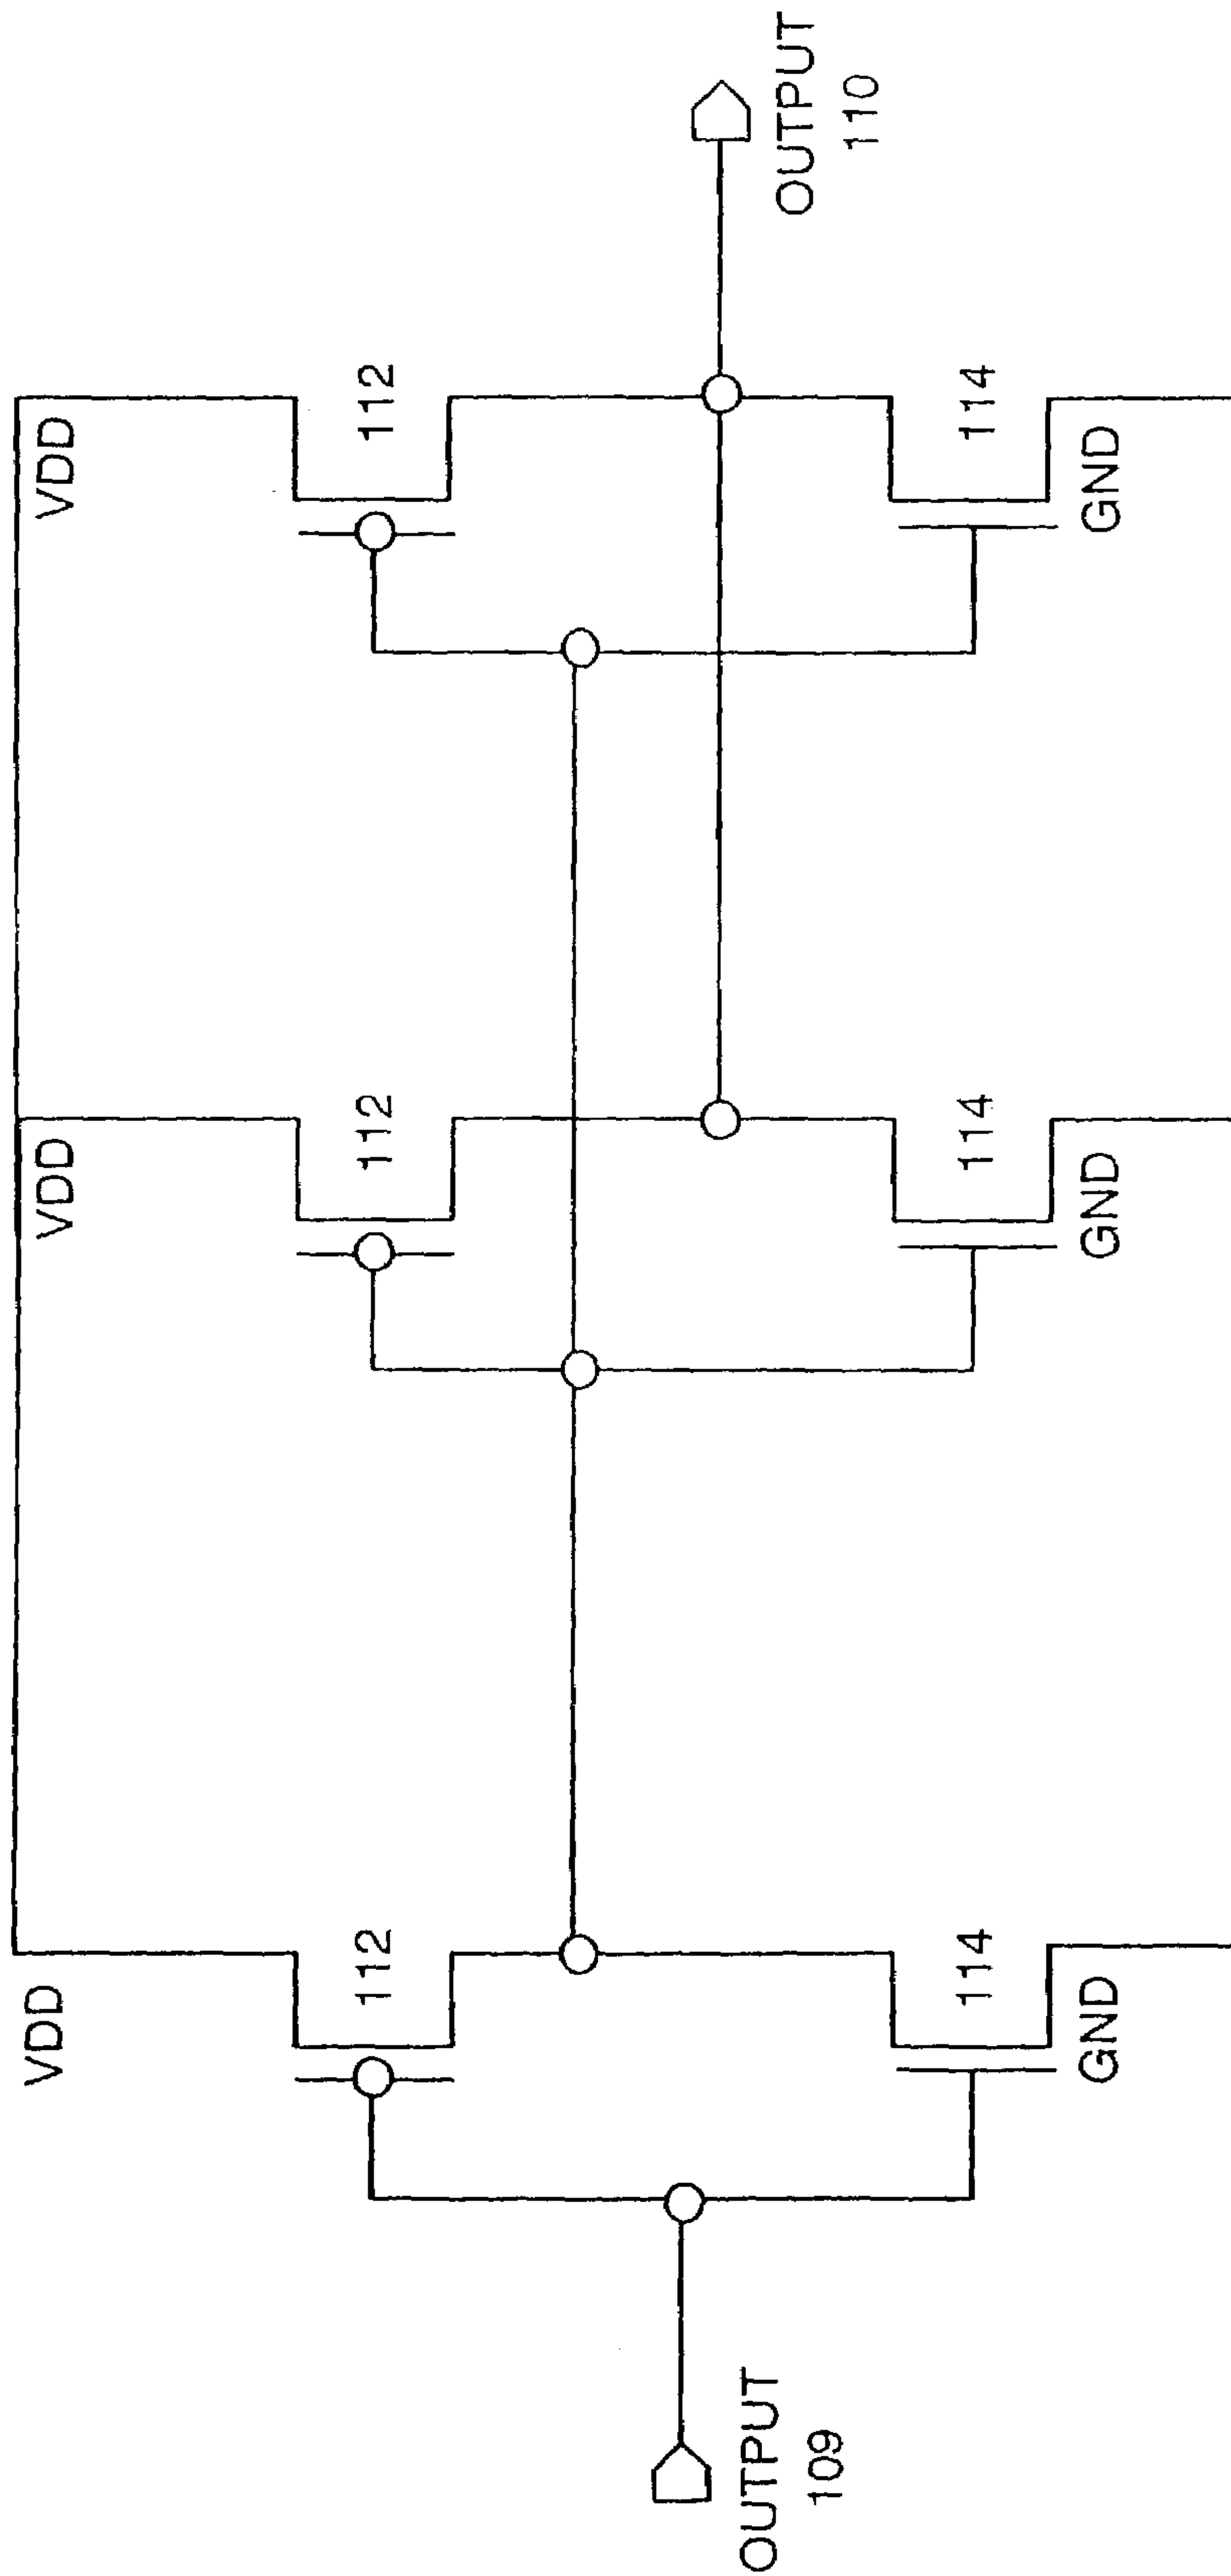 VDD
VDD
VDD
112
112
112
OUTPUT
109
OUTPUT
110
114
114
114
GND
GND
GND